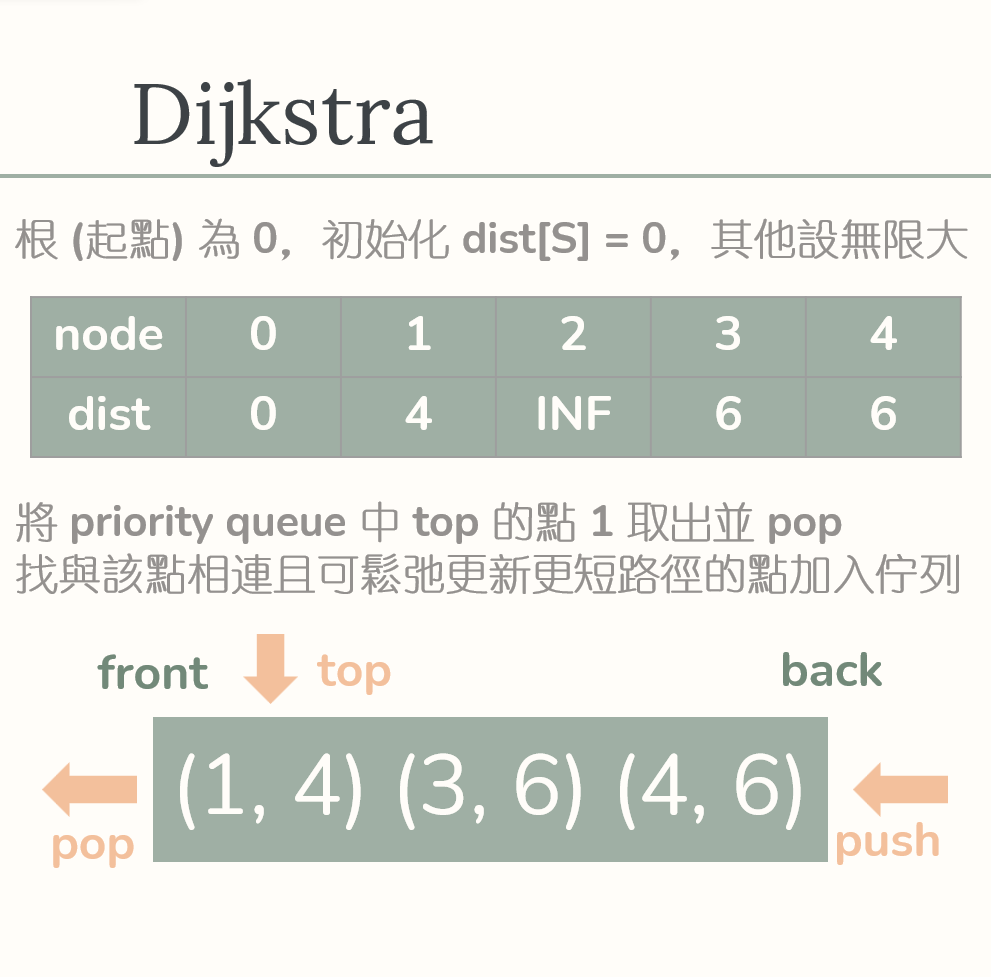 Dijkstra
根 (起點) 為 0，初始化 dist[S] = 0，其他設無限大
node 0 1 2 3 4
dist 0 4 INF 6 6
將 priority queue 中 top 的點 1 取出並 pop
找與該點相連且可鬆弛更新更短路徑的點加入佇列
front top back
(1, 4) (3, 6) (4, 6)
pop push